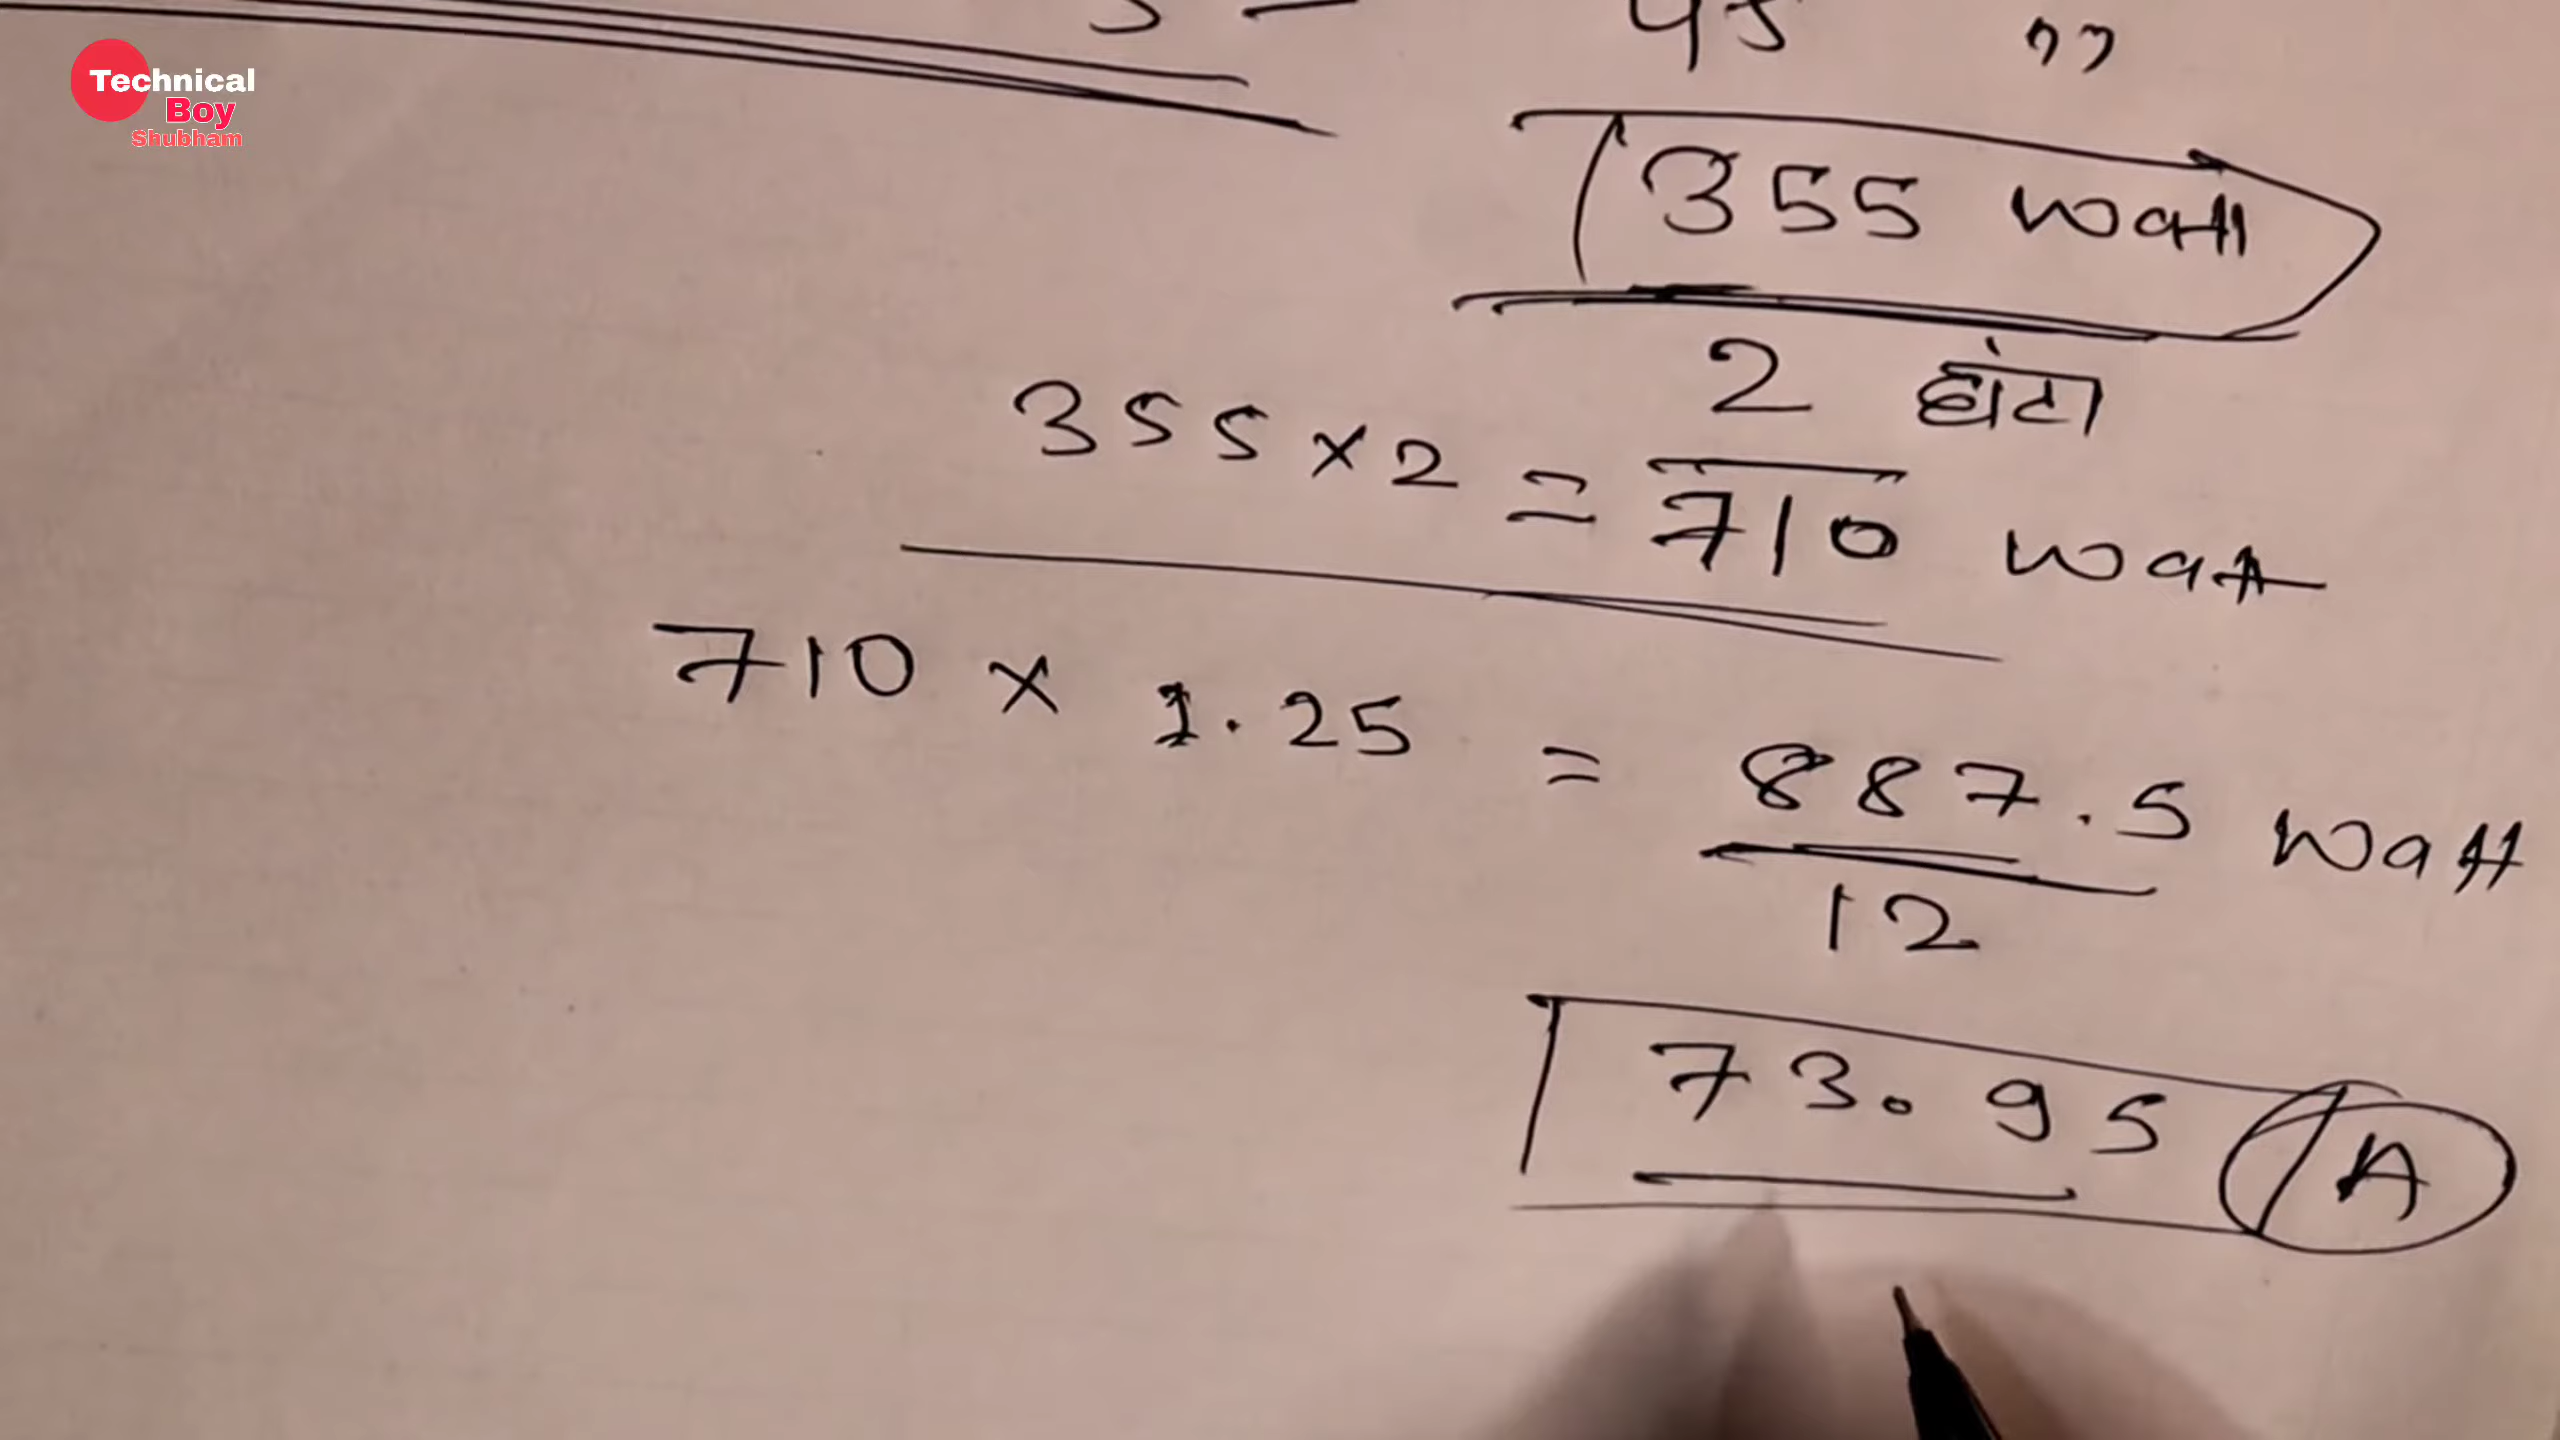 Technical
Boy
Shubham
45 "
355 watt
2 घंटा
355 × 2 = 710 watt
710 × 1.25 = 887.5 watt
12
73.95 A